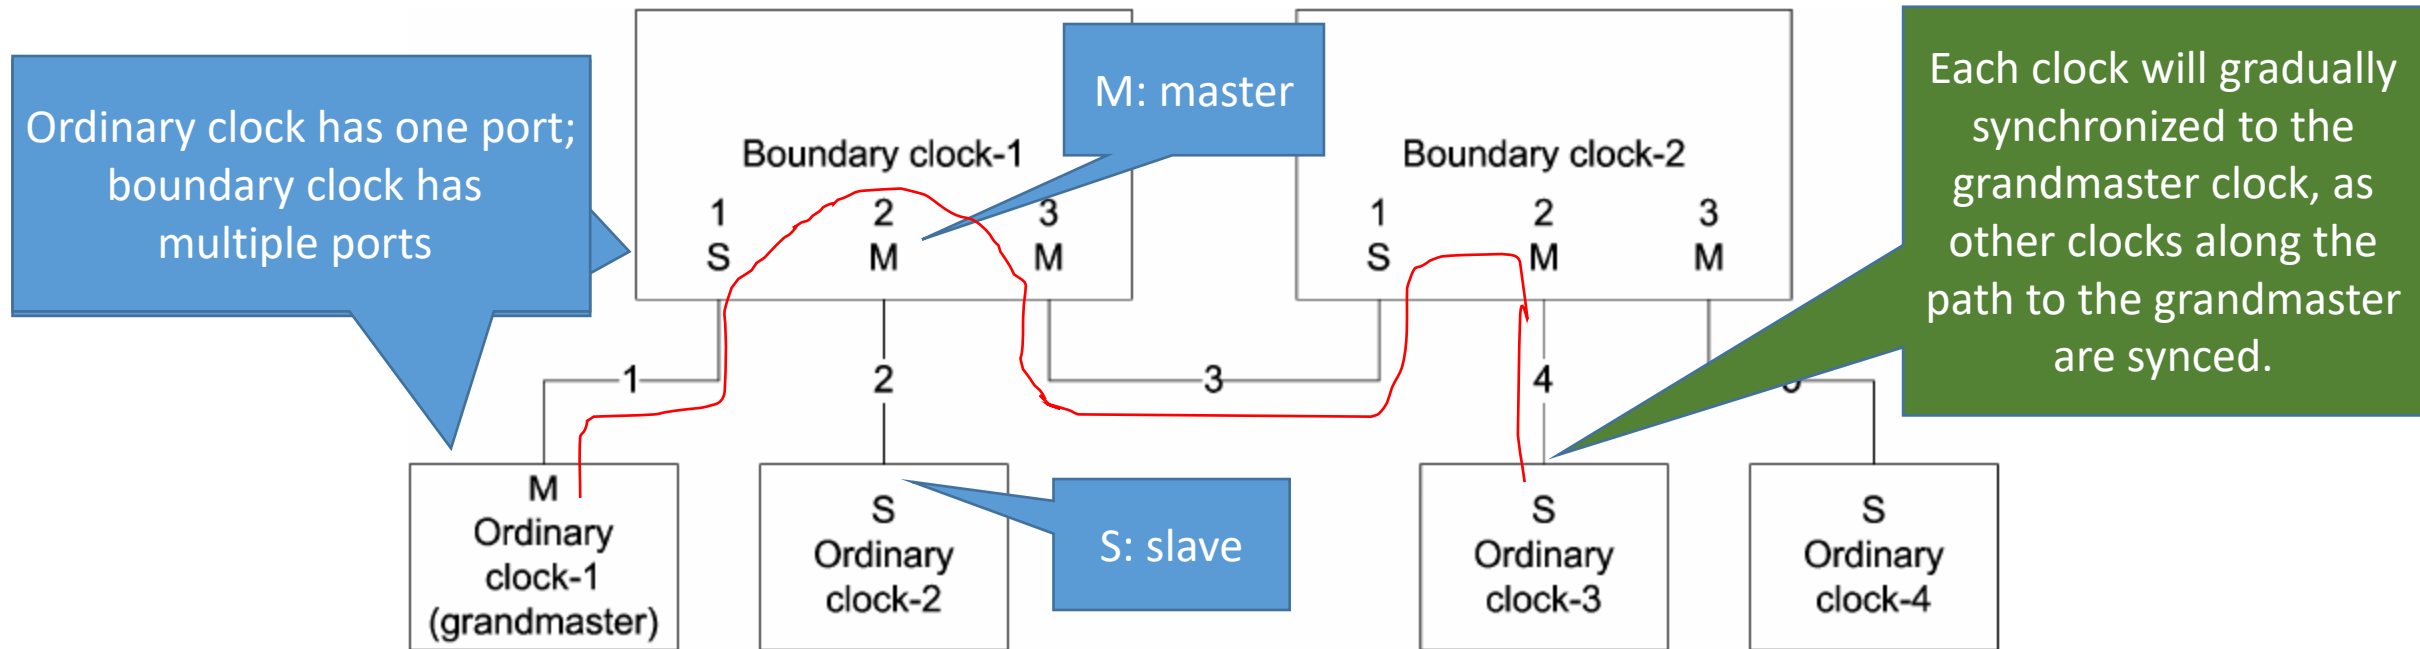 Ordinary clock has one port;
boundary clock has
multiple ports
M: master
Boundary clock-1
1 2 3
S M M
Boundary clock-2
1 2 3
S M M
Each clock will gradually
synchronized to the
grandmaster clock, as
other clocks along the
path to the grandmaster
are synced.
1 2 3 4
M
Ordinary
clock-1
(grandmaster)
S
Ordinary
clock-2
S: slave
S
Ordinary
clock-3
S
Ordinary
clock-4